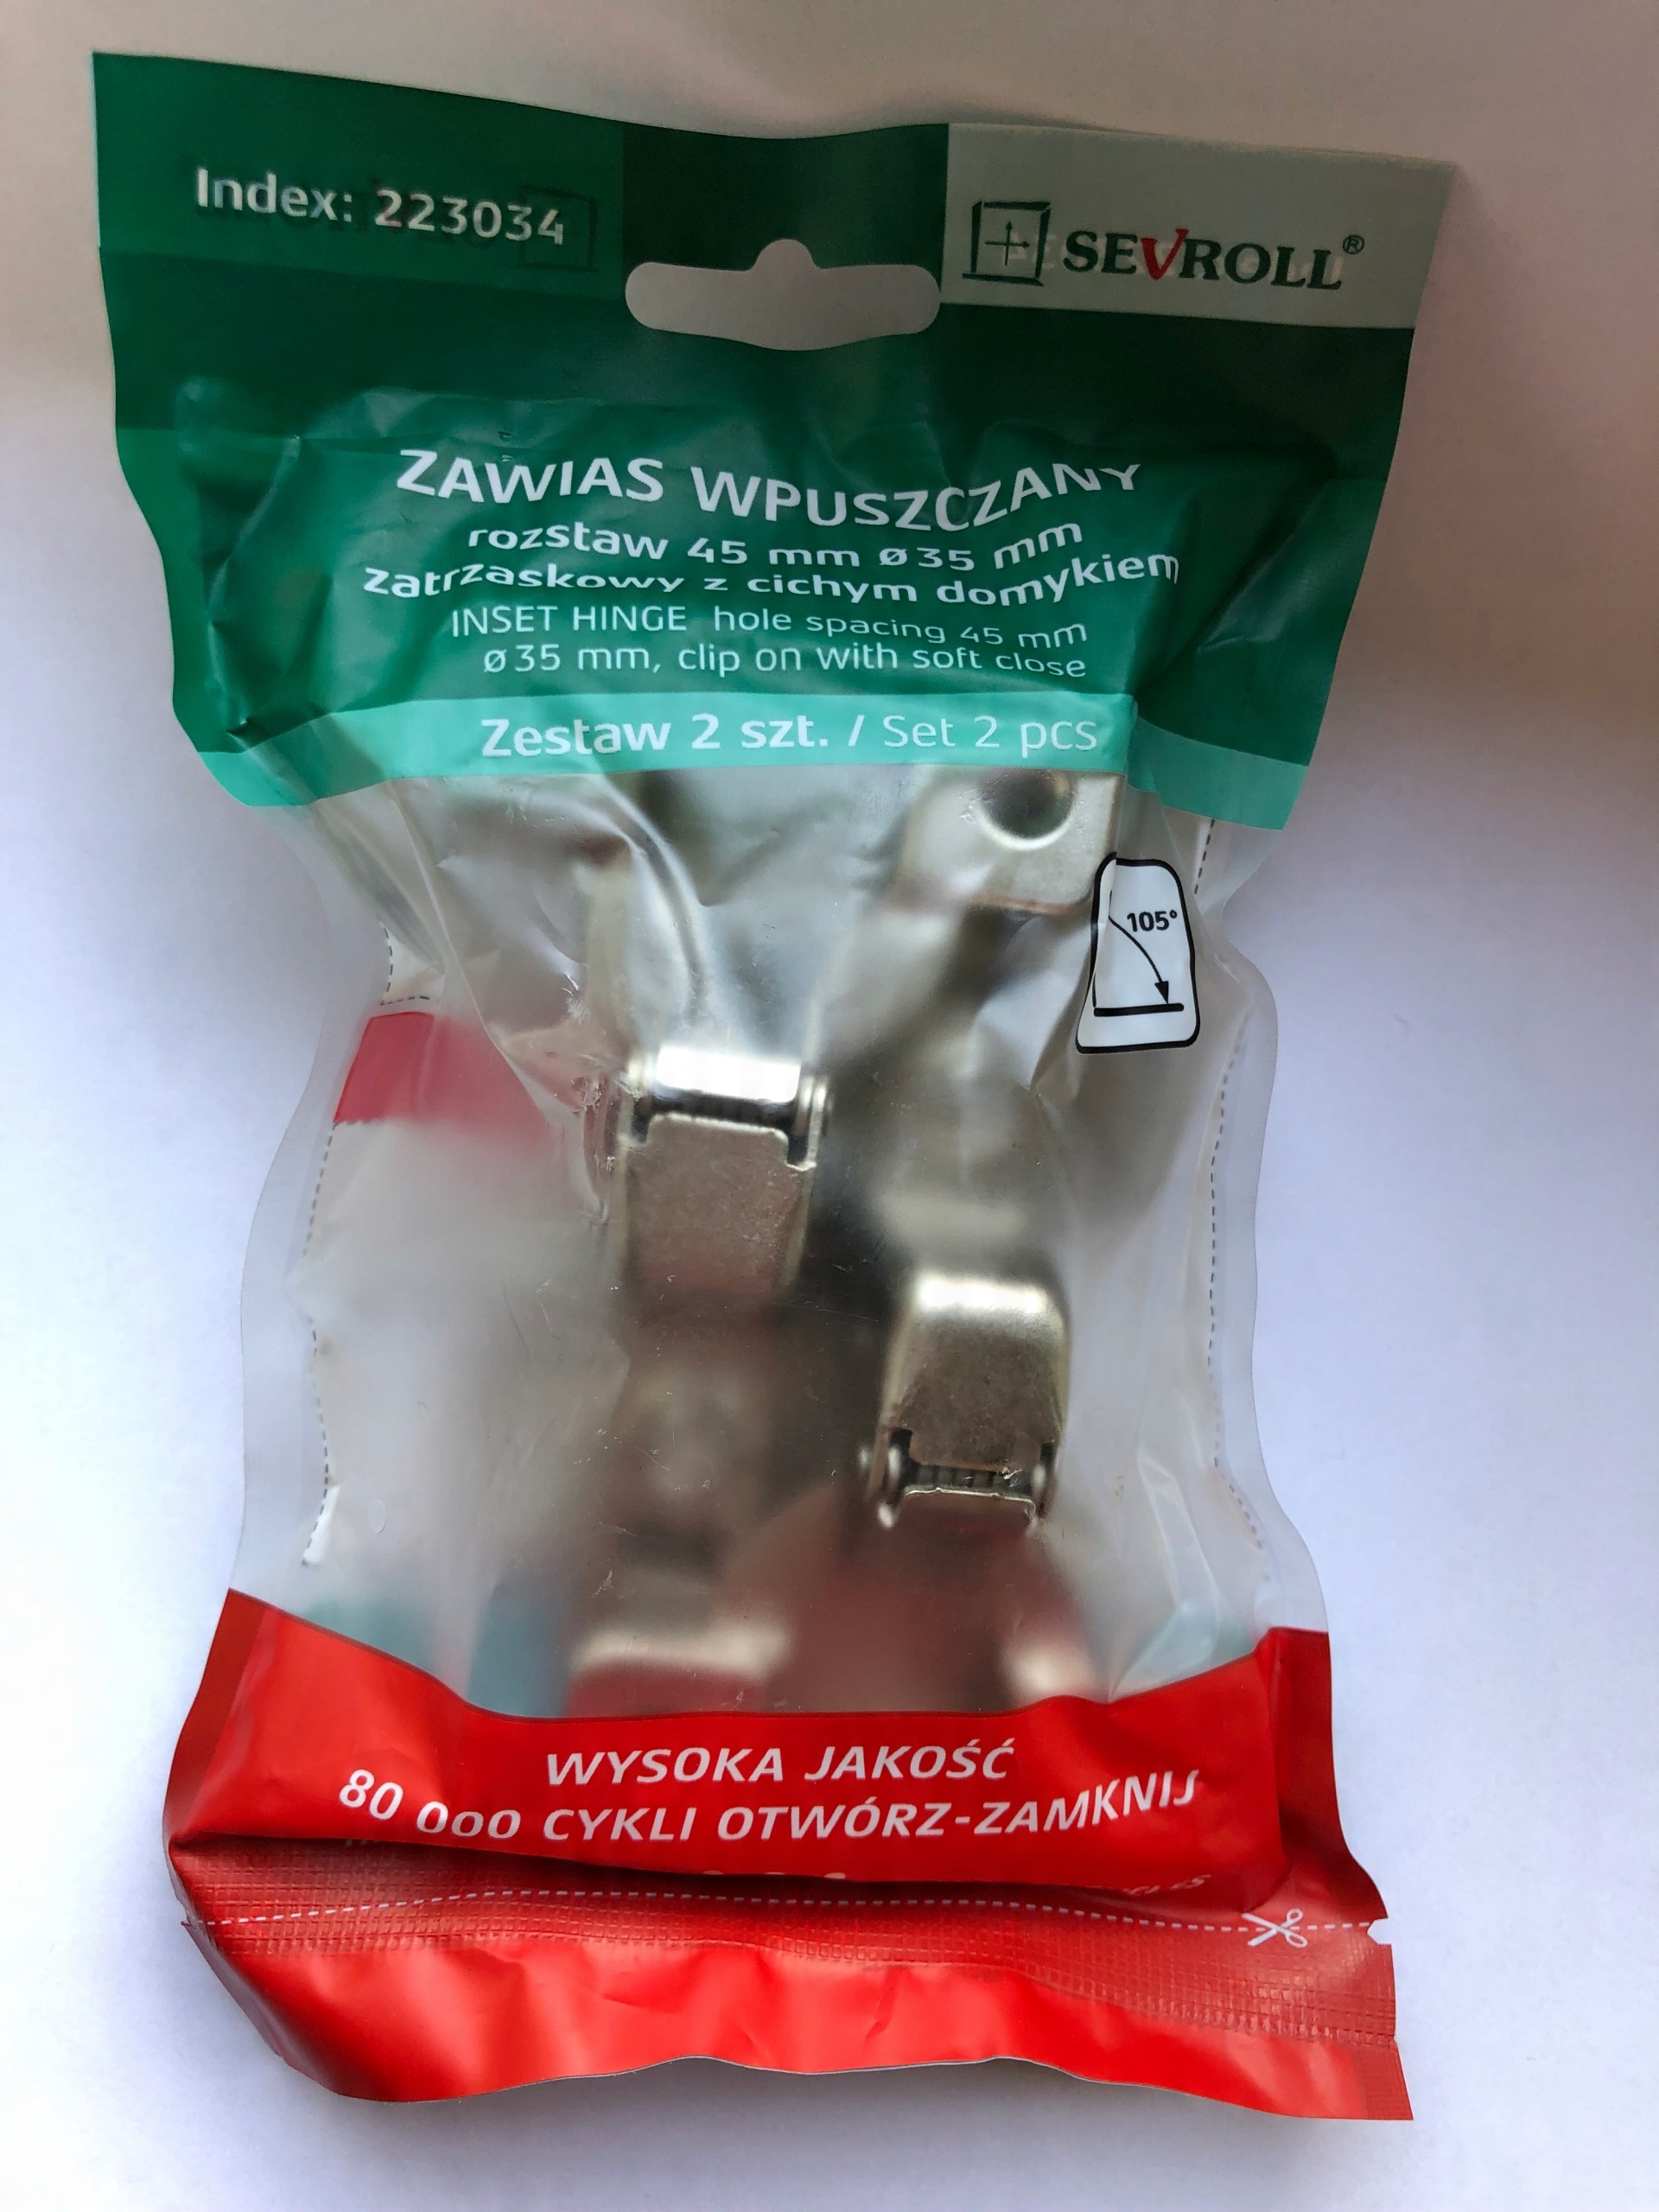 Index: 223034
SEVROLL®
ZAWIAS WPUSZCZANY
rozstaw 45 mm ø 35 mm
zatrzaskowy z cichym domykiem
INSET HINGE hole spacing 45 mm
ø 35 mm, clip on with soft close
Zestaw 2 szt. / Set 2 pcs
105°
WYSOKA JAKOŚĆ
80 000 CYKLI OTWÓRZ-ZAMKNIJ